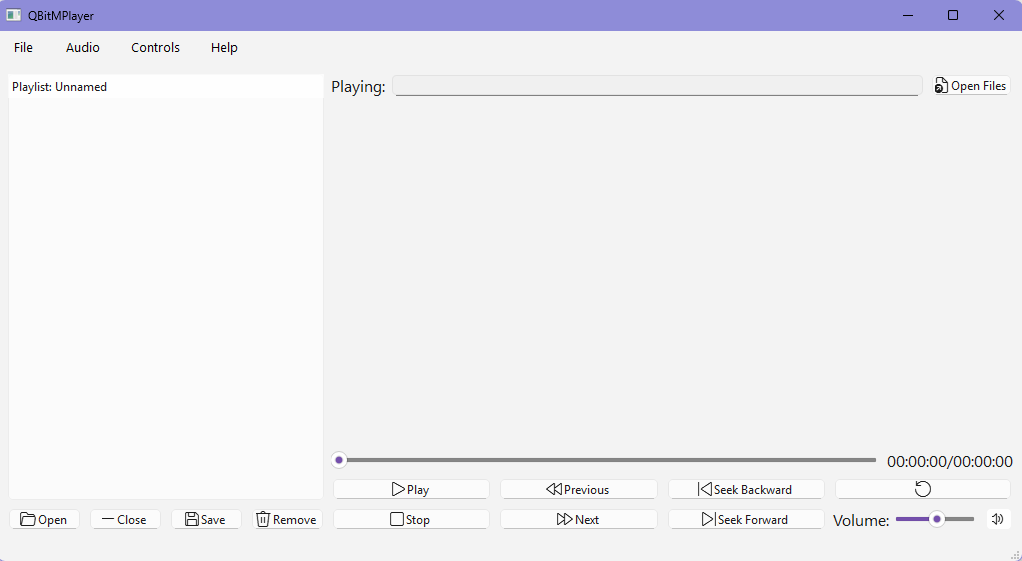 QBitMPlayer
File Audio Controls Help
Playlist: Unnamed
Playing:
Open Files
00:00:00/00:00:00
Play Previous Seek Backward
Open Close Save Remove
Stop Next Seek Forward
Volume: